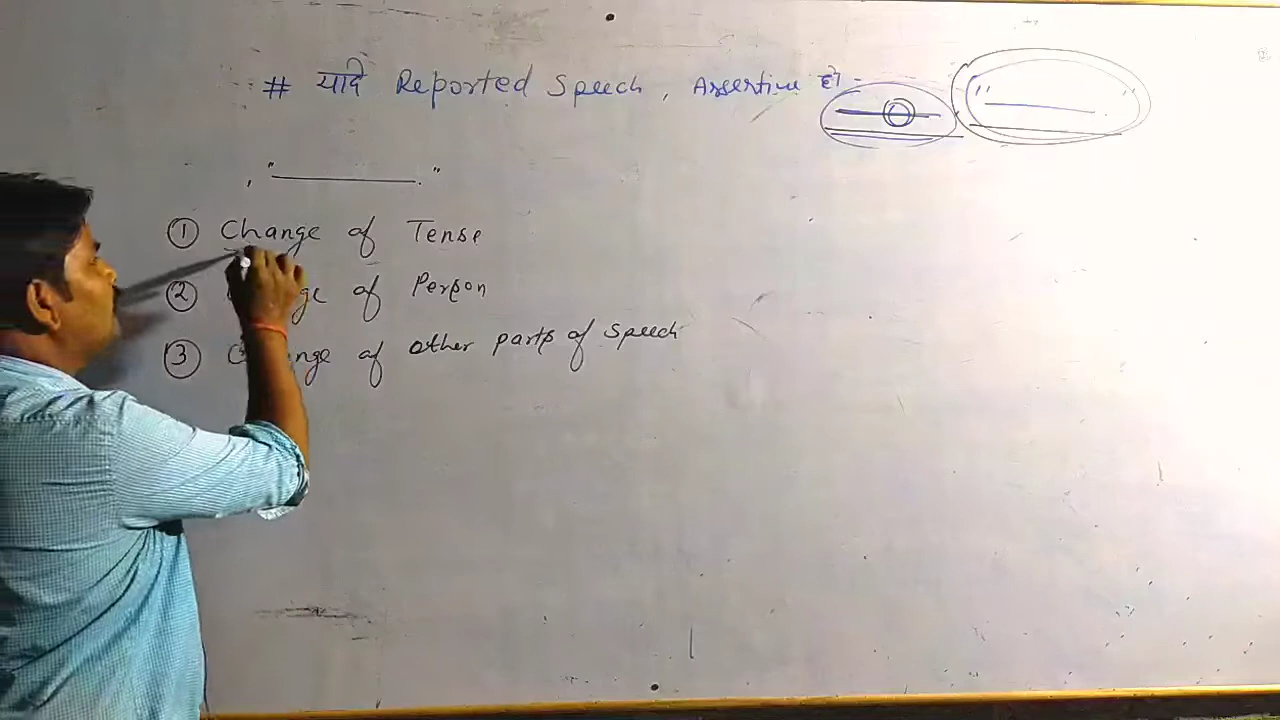 # यदि Reported Speech, Assertive हो -
," ______ ."
① Change of Tense
② Change of Person
③ Change of other parts of speech